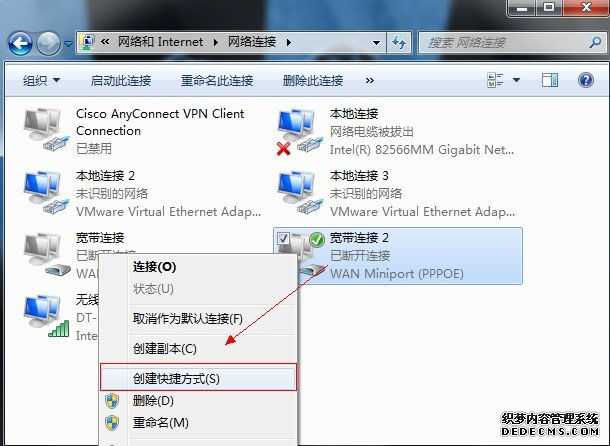 « 网络和 Internet ▸ 网络连接 ▸
搜索 网络连接
组织 启动此连接 重命名此连接 删除此连接 »
Cisco AnyConnect VPN Client
Connection
已禁用
本地连接
网络电缆被拔出
Intel(R) 82566MM Gigabit Net...
本地连接 2
未识别的网络
VMware Virtual Ethernet Adap...
本地连接 3
未识别的网络
VMware Virtual Ethernet Adap...
宽带连接
已断开连接
WAN
宽带连接 2
已断开连接
WAN Miniport (PPPOE)
无线
DT-
Inte
连接(O)
状态(U)
取消作为默认连接(F)
创建副本(C)
创建快捷方式(S)
删除(D)
重命名(M)
织梦内容管理系统
DEDECMS.COM